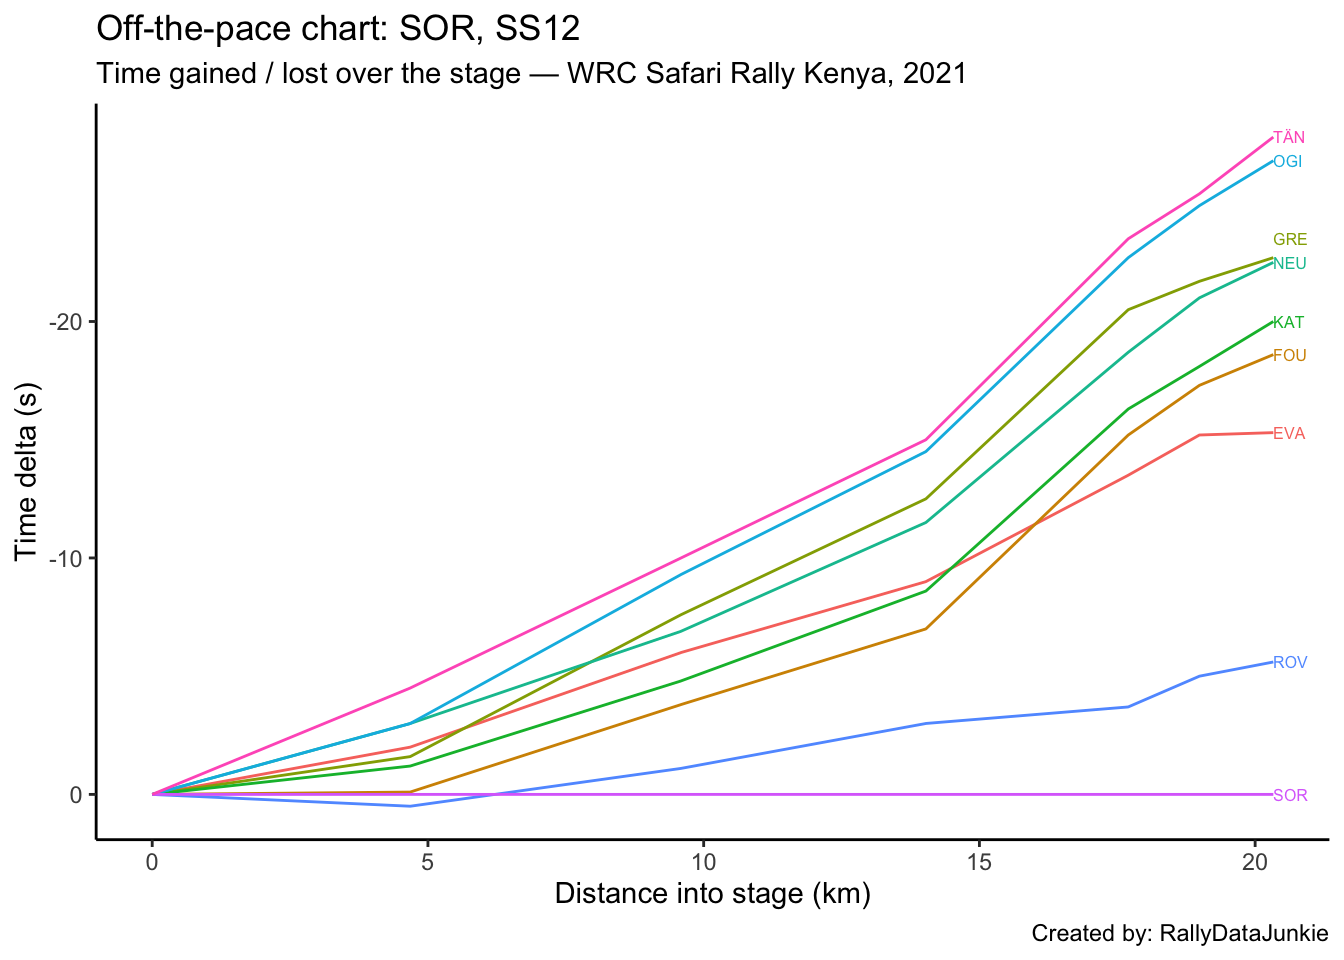 Off-the-pace chart: SOR, SS12
Time gained / lost over the stage — WRC Safari Rally Kenya, 2021
TÄN
OGI
GRE
NEU
KAT
FOU
EVA
ROV
SOR
-20
-10
0
Time delta (s)
0 5 10 15 20
Distance into stage (km)
Created by: RallyDataJunkie